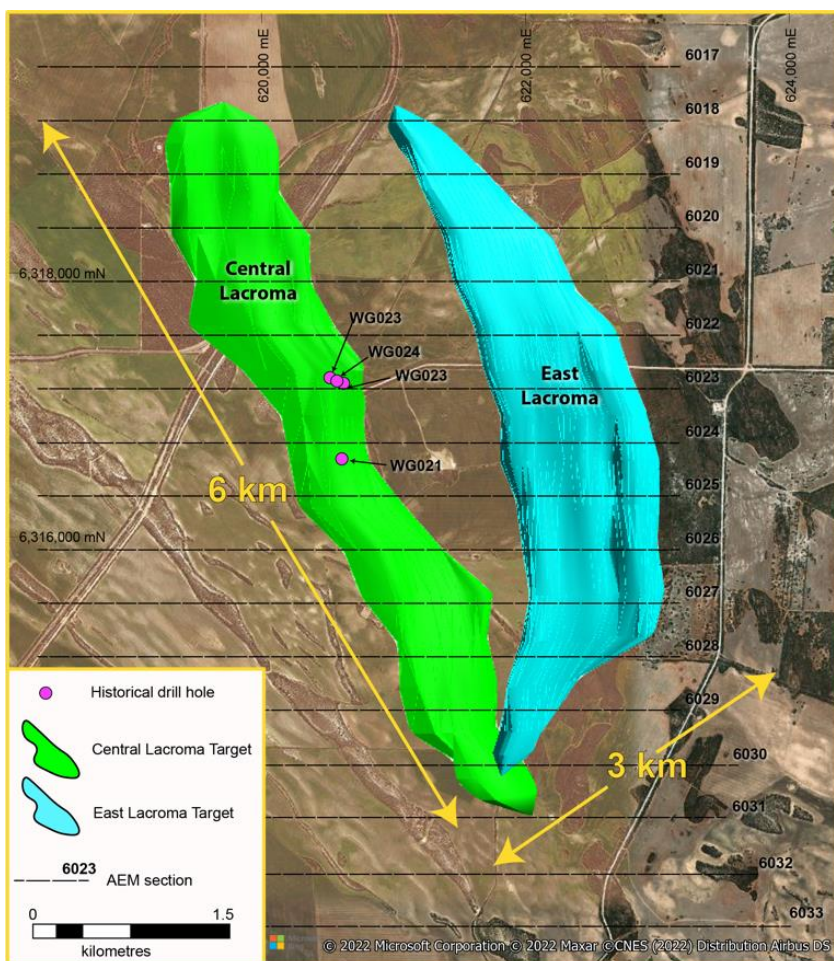 620,000 mE
622,000 mE
624,000 mE
6017
6018
6019
6020
6,318,000 mN
Central
Lacroma
6021
WG023
6022
WG024
WG023
East
Lacroma
6023
6024
WG021
6 km
6025
6,316,000 mN
6026
6027
6028
6029
6030
3 km
6031
6032
6033
Historical drill hole
Central Lacroma Target
East Lacroma Target
6023
AEM section
0 1.5
kilometres
© 2022 Microsoft Corporation © 2022 Maxar ©CNES (2022) Distribution Airbus DS